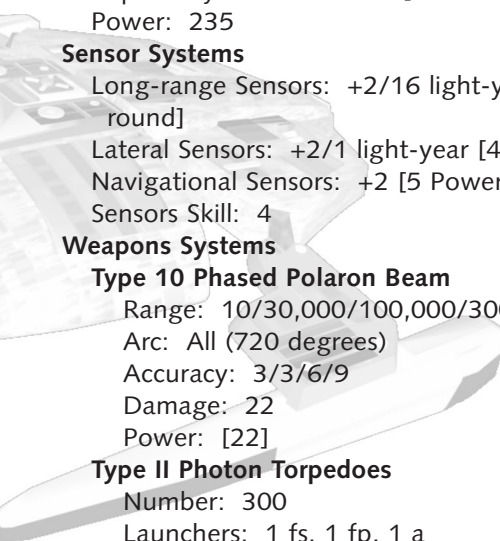 Power: 235
Sensor Systems
Long-range Sensors: +2/16 light-y
round]
Lateral Sensors: +2/1 light-year [4
Navigational Sensors: +2 [5 Power
Sensors Skill: 4
Weapons Systems
Type 10 Phased Polaron Beam
Range: 10/30,000/100,000/300
Arc: All (720 degrees)
Accuracy: 3/3/6/9
Damage: 22
Power: [22]
Type II Photon Torpedoes
Number: 300
Launchers: 1 fs, 1 fp, 1 a